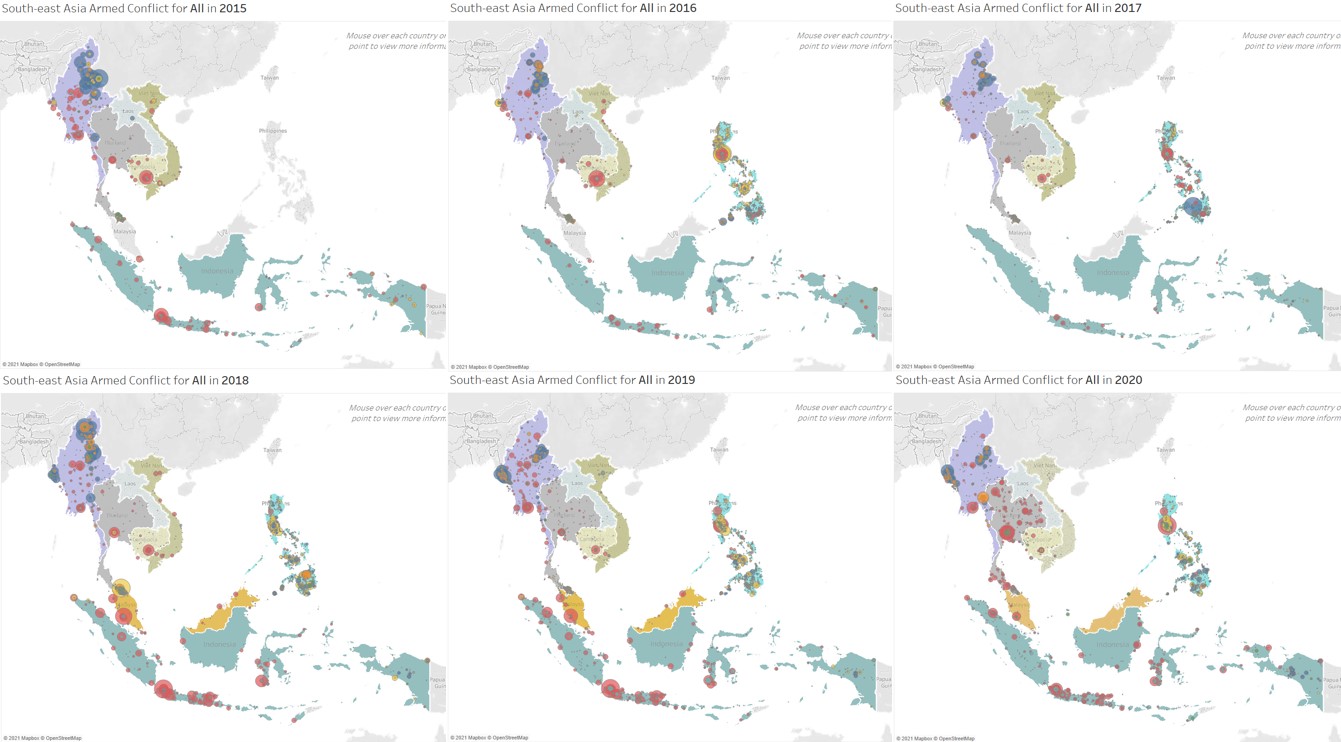 South-east Asia Armed Conflict for All in 2015
Mouse over each country or
point to view more inform
Bhutan
Bangladesh
Taiwan
Laos
Philippines
Malaysia
Indonesia
Papua N
Guine
© 2021 Mapbox © OpenStreetMap
South-east Asia Armed Conflict for All in 2016
Mouse over each country
point to view more inform
Bhutan
Bangladesh
Taiwan
Laos
Malaysia
Indonesia
Papua
Guine
© 2021 Mapbox © OpenStreetMap
South-east Asia Armed Conflict for All in 2017
Mouse over each country
point to view more inform
Bhutan
Bangladesh
Taiwan
Laos
Malaysia
Indonesia
Papua
Guine
© 2021 Mapbox © OpenStreetMap
South-east Asia Armed Conflict for All in 2018
Mouse over each country o
point to view more inform
Bhutan
Bangladesh
Taiwan
Laos
Indonesia
Papua N
Guine
© 2021 Mapbox © OpenStreetMap
South-east Asia Armed Conflict for All in 2019
Mouse over each country o
point to view more inform
Bhutan
Bangladesh
Taiwan
Laos
Indonesia
Papua
Guine
© 2021 Mapbox © OpenStreetMap
South-east Asia Armed Conflict for All in 2020
Mouse over each country o
point to view more inform
Bhutan
Bangladesh
Taiwan
Laos
Indonesia
Papua
Guine
© 2021 Mapbox © OpenStreetMap